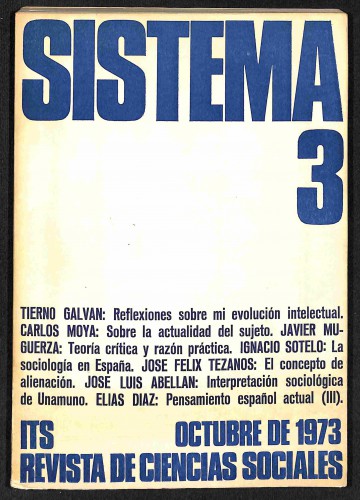 SISTEMA
3
TIERNO GALVAN: Reflexiones sobre mi evolución intelectual.
CARLOS MOYA: Sobre la actualidad del sujeto. JAVIER MU-
GUERZA: Teoría crítica y razón práctica. IGNACIO SOTELO: La
sociología en España. JOSE FELIX TEZANOS: El concepto de
alienación. JOSE LUIS ABELLAN: Interpretación sociológica
de Unamuno. ELIAS DIAZ: Pensamiento español actual (III).
ITS OCTUBRE DE 1973
REVISTA DE CIENCIAS SOCIALES